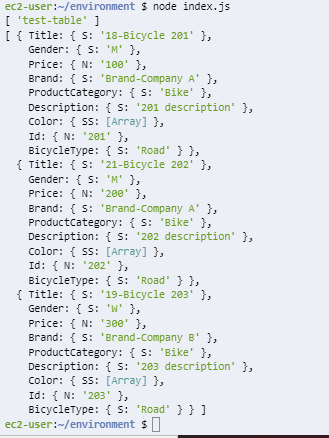 ec2-user:~/environment $ node index.js
[ 'test-table' ]
[ { Title: { S: '18-Bicycle 201' },
Gender: { S: 'M' },
Price: { N: '100' },
Brand: { S: 'Brand-Company A' },
ProductCategory: { S: 'Bike' },
Description: { S: '201 description' },
Color: { SS: [Array] },
Id: { N: '201' },
BicycleType: { S: 'Road' } },
{ Title: { S: '21-Bicycle 202' },
Gender: { S: 'M' },
Price: { N: '200' },
Brand: { S: 'Brand-Company A' },
ProductCategory: { S: 'Bike' },
Description: { S: '202 description' },
Color: { SS: [Array] },
Id: { N: '202' },
BicycleType: { S: 'Road' } },
{ Title: { S: '19-Bicycle 203' },
Gender: { S: 'W' },
Price: { N: '300' },
Brand: { S: 'Brand-Company B' },
ProductCategory: { S: 'Bike' },
Description: { S: '203 description' },
Color: { SS: [Array] },
Id: { N: '203' },
BicycleType: { S: 'Road' } } ]
ec2-user:~/environment $